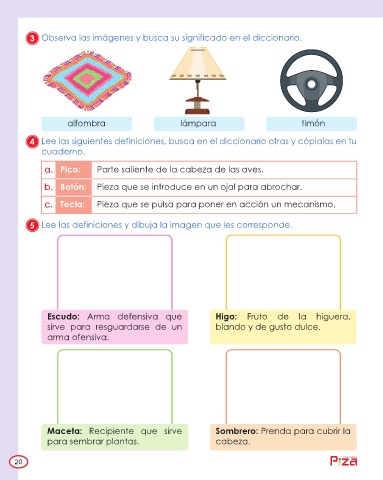 3 Observa las imágenes y busca su significado en el diccionario.
alfombra
lámpara
timón
4 Lee las siguientes definiciones, busca en el diccionario otras y cópialas en tu
cuaderno.
a. Pico: Parte saliente de la cabeza de las aves.
b. Botón: Pieza que se introduce en un ojal para abrochar.
c. Tecla: Pieza que se pulsa para poner en acción un mecanismo.
5 Lee las definiciones y dibuja la imagen que les corresponde.
Escudo: Arma defensiva que
sirve para resguardarse de un
arma ofensiva.
Higo: Fruto de la higuera,
blando y de gusto dulce.
Maceta: Recipiente que sirve
para sembrar plantas.
Sombrero: Prenda para cubrir la
cabeza.
20